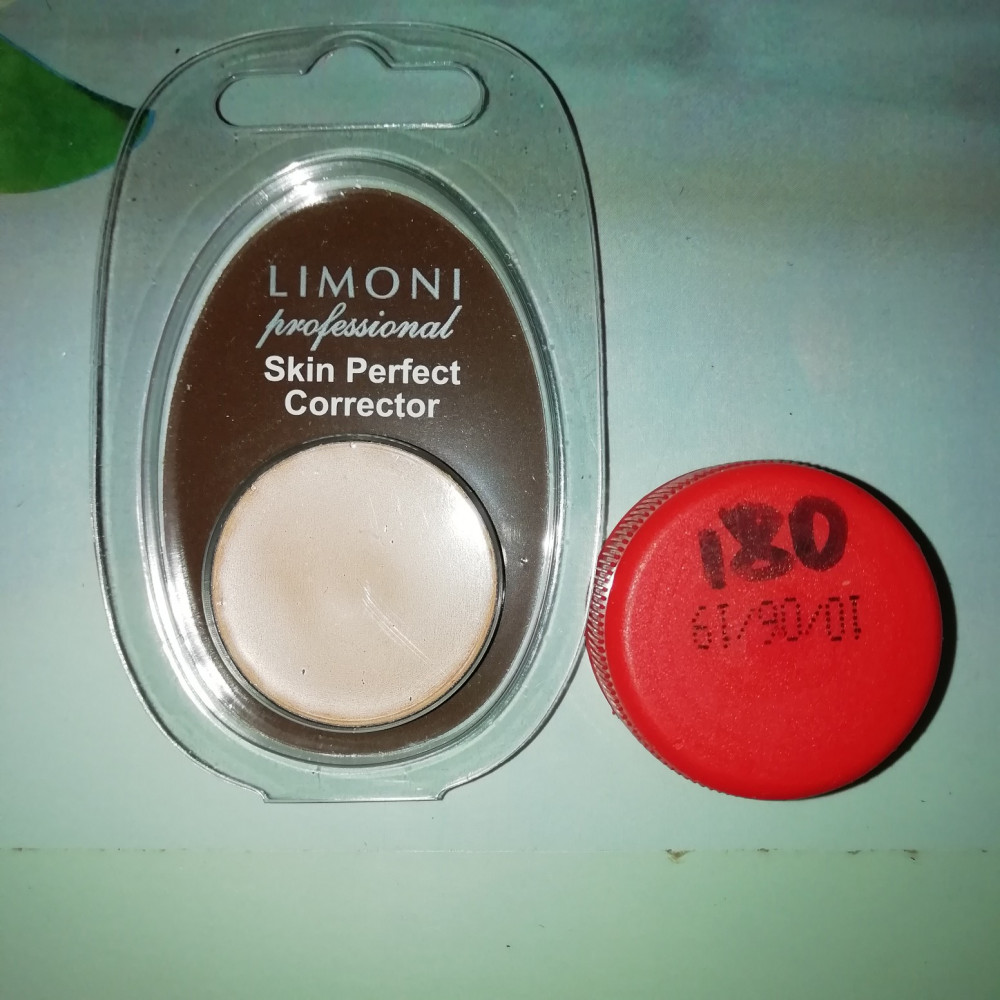 LIMONI
professional
Skin Perfect
Corrector
180
10/06/19